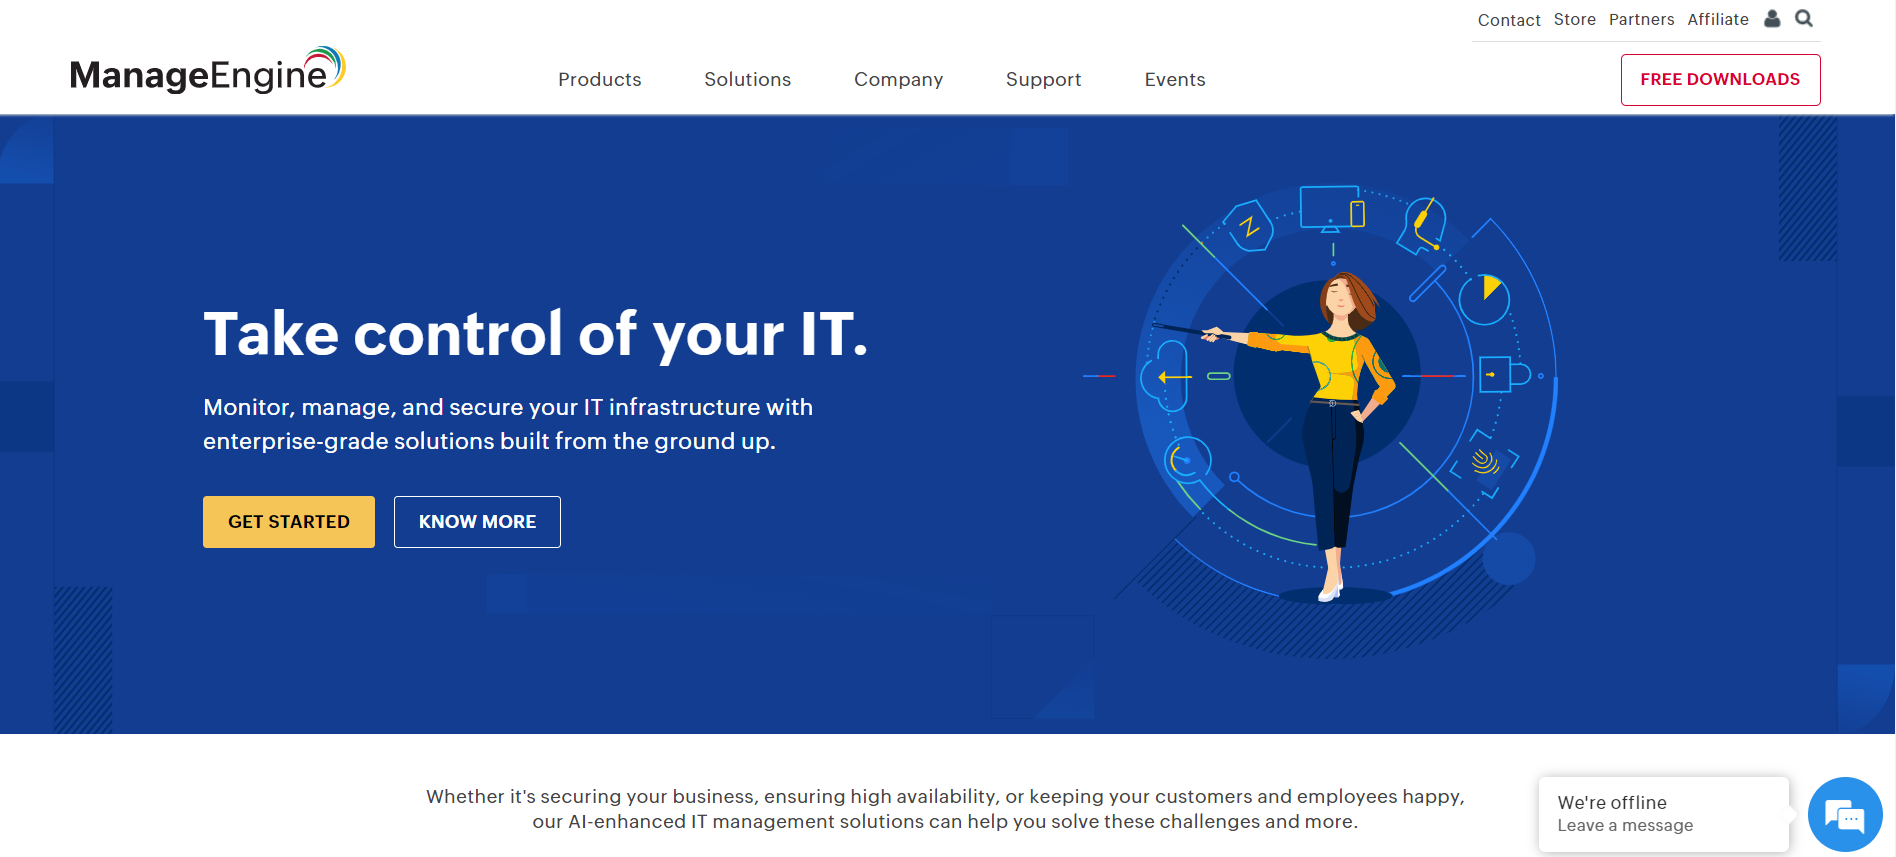 Contact Store Partners Affiliate
ManageEngine
Products Solutions Company Support Events
FREE DOWNLOADS
Take control of your IT.
Monitor, manage, and secure your IT infrastructure with
enterprise-grade solutions built from the ground up.
GET STARTED
KNOW MORE
Whether it's securing your business, ensuring high availability, or keeping your customers and employees happy,
our AI-enhanced IT management solutions can help you solve these challenges and more.
We're offline
Leave a message